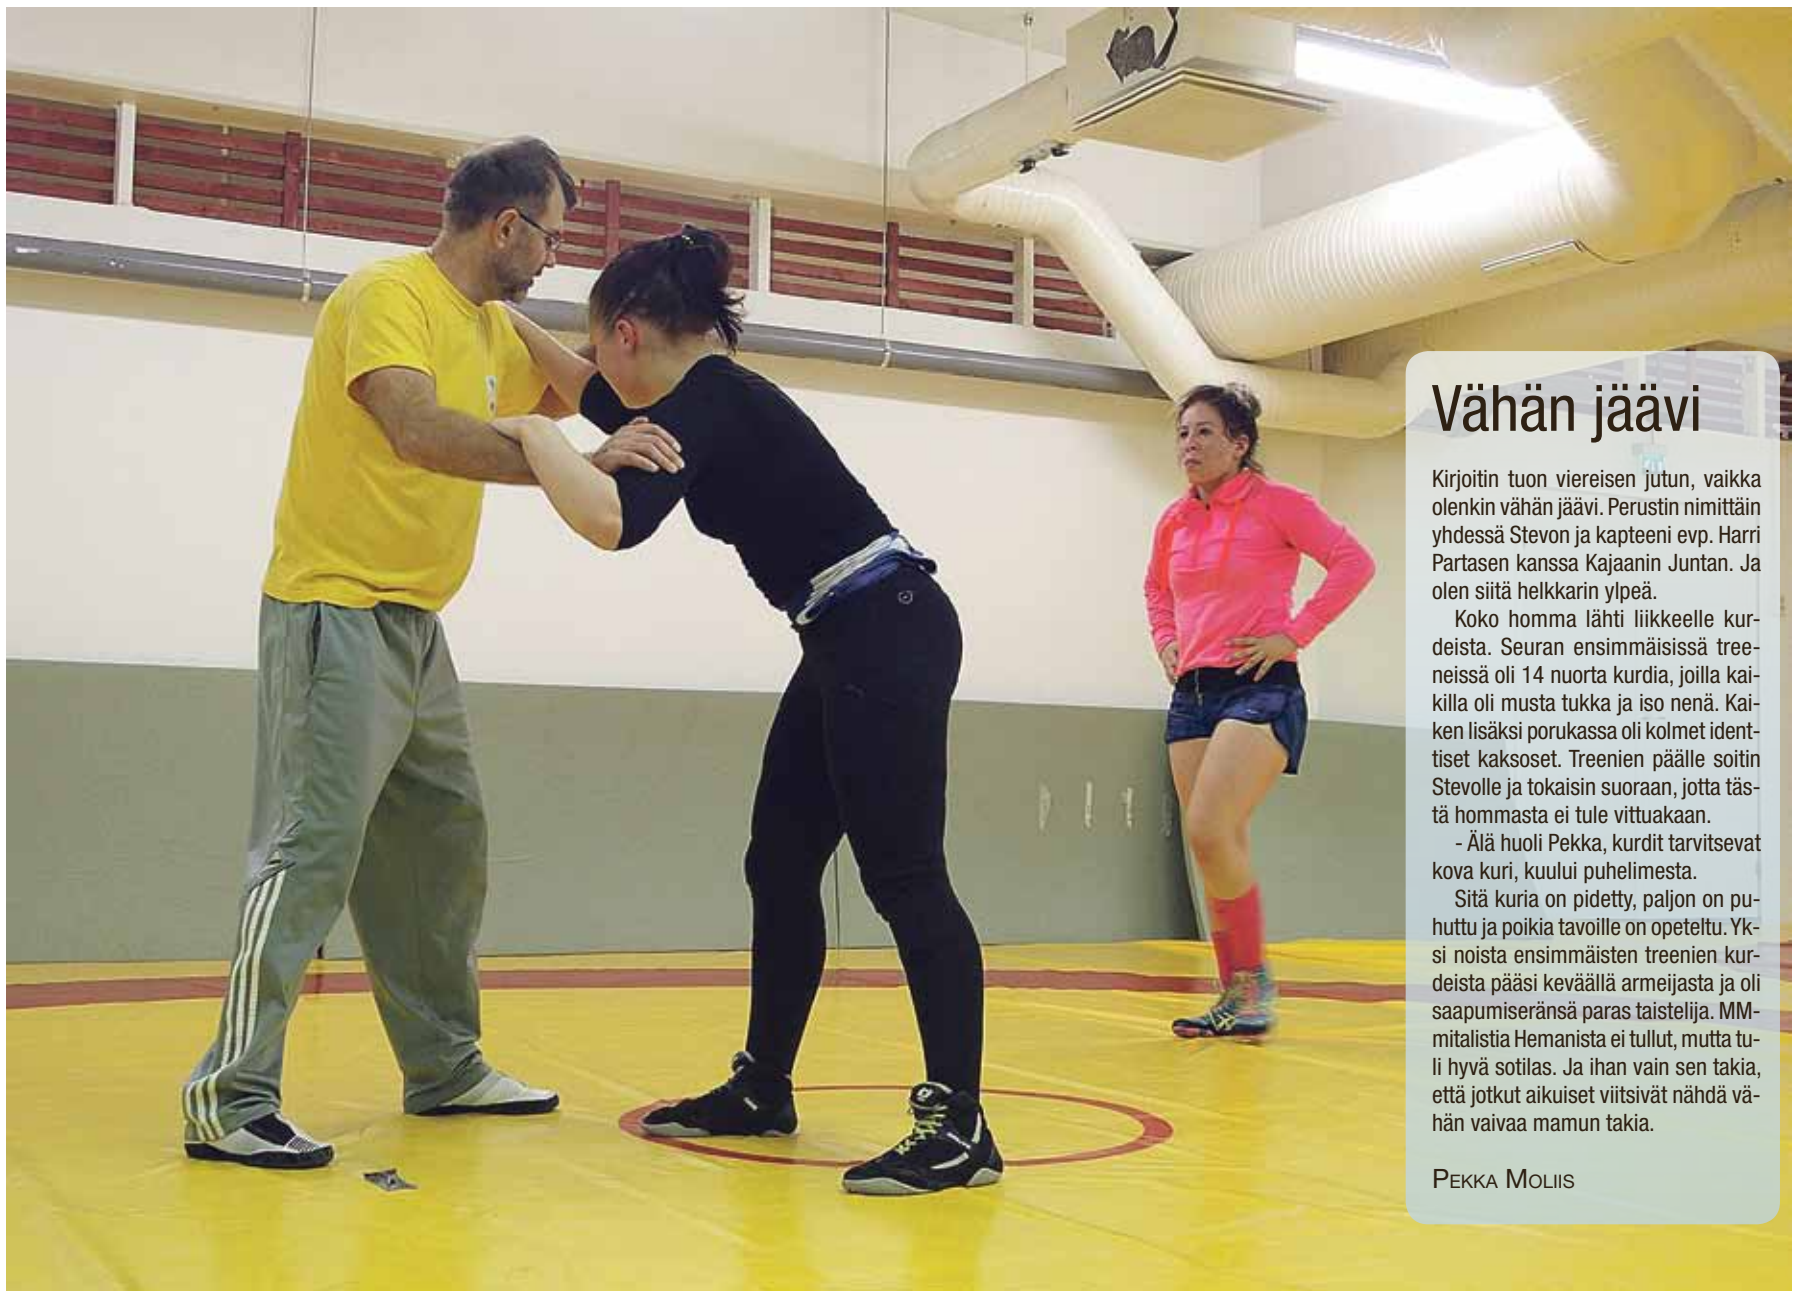 Vähän jäävi
Kirjoitin tuon viereisen jutun, vaikka
olenkin vähän jäävi. Perustin nimittäin
yhdessä Stevon ja kapteeni evp. Harri
Partasen kanssa Kajaanin Juntan. Ja
olen siitä helkkarin ylpeä.
Koko homma lähti liikkeelle kur-
deista. Seuran ensimmäisissä tree-
neissä oli 14 nuorta kurdia, joilla kai-
killa oli musta tukka ja iso nenä. Kai-
ken lisäksi porukassa oli kolmet ident-
tiset kaksoset. Treenien päälle soitin
Stevolle ja tokaisin suoraan, jotta täs-
tä hommasta ei tule vittuakaan.
- Älä huoli Pekka, kurdit tarvitsevat
kova kuri, kuului puhelimesta.
Sitä kuria on pidetty, paljon on pu-
huttu ja poikia tavoille on opeteltu. Yk-
si noista ensimmäisten treenien kur-
deista pääsi keväällä armeijasta ja oli
saapumiseränsä paras taistelija. MM-
mitalistia Hemanista ei tullut, mutta tu-
li hyvä sotilas. Ja ihan vain sen takia,
että jotkut aikuiset viitsivät nähdä vä-
hän vaivaa mamun takia.
PEKKA MOLIIS